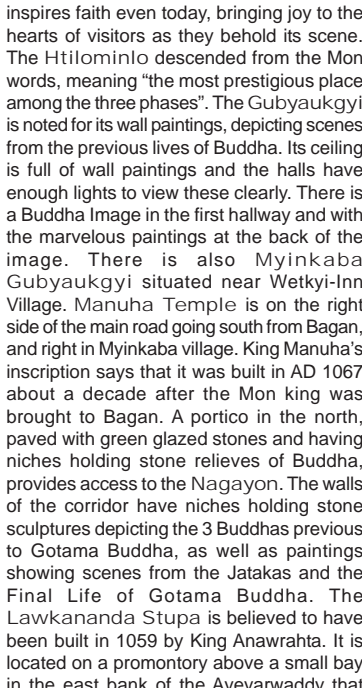 inspires faith even today, bringing joy to the
hearts of visitors as they behold its scene.
The Htilominlo descended from the Mon
words, meaning “the most prestigious place
among the three phases”. The Gubyaukgyi
is noted for its wall paintings, depicting scenes
from the previous lives of Buddha. Its ceiling
is full of wall paintings and the halls have
enough lights to view these clearly. There is
a Buddha Image in the first hallway and with
the marvelous paintings at the back of the
image. There is also Myinkaba
Gubyaukgyi situated near Wetkyi-Inn
Village. Manuha Temple is on the right
side of the main road going south from Bagan,
and right in Myinkaba village. King Manuha’s
inscription says that it was built in AD 1067
about a decade after the Mon king was
brought to Bagan. A portico in the north,
paved with green glazed stones and having
niches holding stone relieves of Buddha,
provides access to the Nagayon. The walls
of the corridor have niches holding stone
sculptures depicting the 3 Buddhas previous
to Gotama Buddha, as well as paintings
showing scenes from the Jatakas and the
Final Life of Gotama Buddha. The
Lawkananda Stupa is believed to have
been built in 1059 by King Anawrahta. It is
located on a promontory above a small bay
in the east bank of the Ayeyarwaddy that